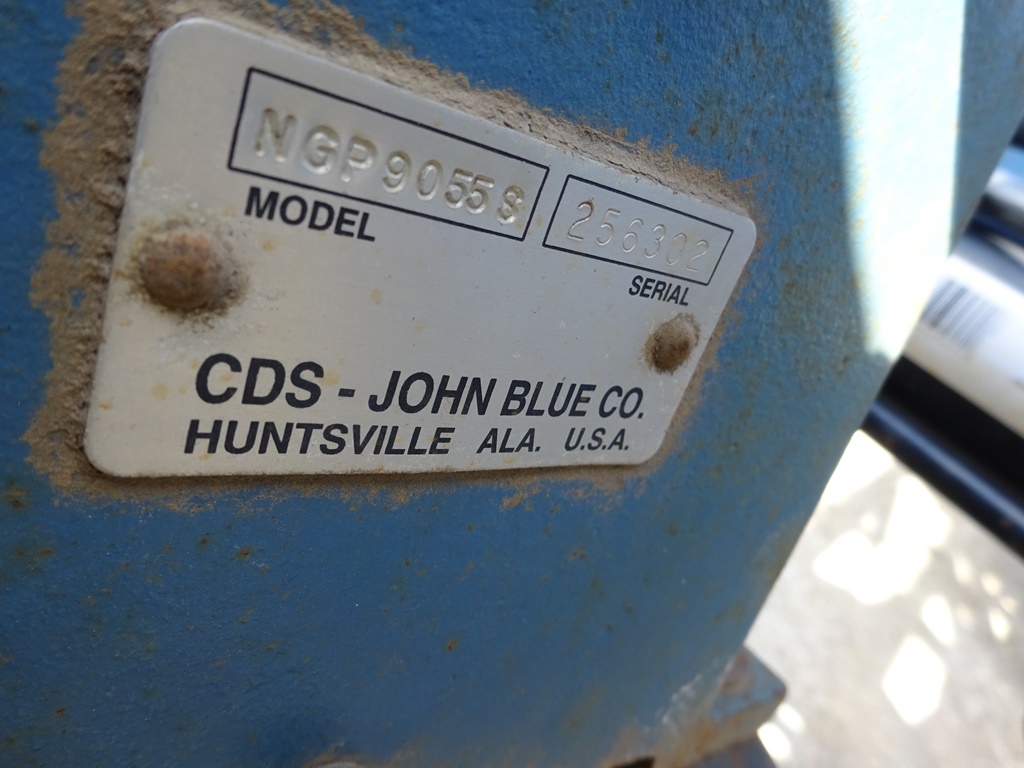 NGP9055S 256302
MODEL SERIAL
CDS - JOHN BLUE CO.
HUNTSVILLE ALA. U.S.A.